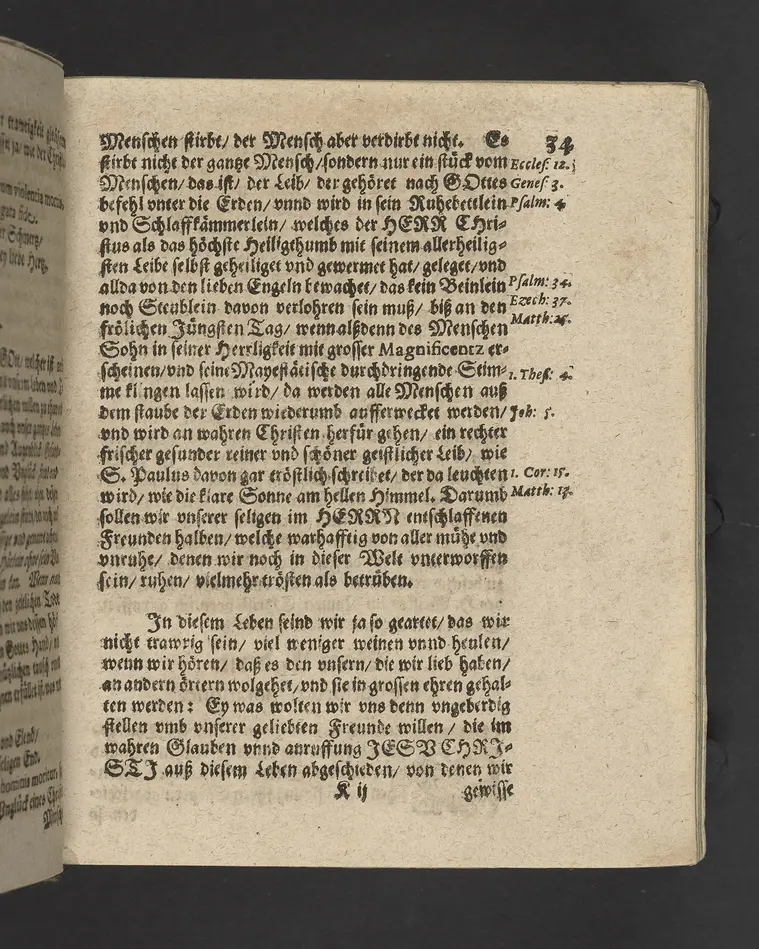 34
Menschen stirbt/ der Mensch aber verdirbt nicht. Es
stirbt nicht der gantze Mensch/sondern nur ein stück vom
Eccles. 12.
Menschen/ das ist/ der Leib/ der gehöret nach GOttes
Genes. 3.
befehl vnter die Erden/ vnnd wird in sein Ruhebettlein
Psalm: 4.
vnd Schlaffkämmerlein/ welches der HERR CHri-
stus als das höchste Heiligthumb mit seinem allerheilig-
sten Leibe selbst geheiliget vnd gewermet hat/ geleget/vnd
allda von den lieben Engeln bewachet/ das kein Beinlein
Psalm: 34.
noch Steublein davon verlohren sein muß/ biß an den
Ezech: 37.
frölichen Jüngsten Tag/ wenn alßdenn des Menschen
Matth:
Sohn in seiner Herrligkeit mit grosser Magnificentz er-
scheinen/vnd seine Mayestätische durchdringende Stim-
1. Thess: 4.
me klingen lassen wird/ da werden alle Menschen auß
dem staube der Erden wiederumb aufferwecket werden/
Joh: 5.
vnd wird an wahren Christen herfür gehen/ ein rechter
frischer gesunder reiner vnd schöner geistlicher Leib/ wie
S. Paulus davon gar tröstlich schreibet/ der da leuchten
1. Cor: 15.
wird/ wie die klare Sonne am hellen Himmel. Darumb
Matth: 13.
sollen wir vnserer seligen im HERRN entschlaffenen
Freunden halben/ welche warhafftig von aller mühe vnd
vnruhe/ denen wir noch in dieser Welt vnterworffen
sein/ ruhen/ vielmehr trösten als betrüben.
In diesem Leben seind wir ja so geartet/ das wir
nicht trawrig sein/ viel weniger weinen vnnd heulen/
wenn wir hören/ daß es den vnsern/ die wir lieb haben/
an andern örtern wolgehet/vnd sie in grossen ehren gehal-
ten werden: Ey was wolten wir vns denn vngeberdig
stellen vmb vnserer geliebten Freunde willen/ die im
wahren Glauben vnnd anruffung JESV CHRJ-
STJ auß diesem Leben abgeschieden/ von denen wir
K ij
gewisse